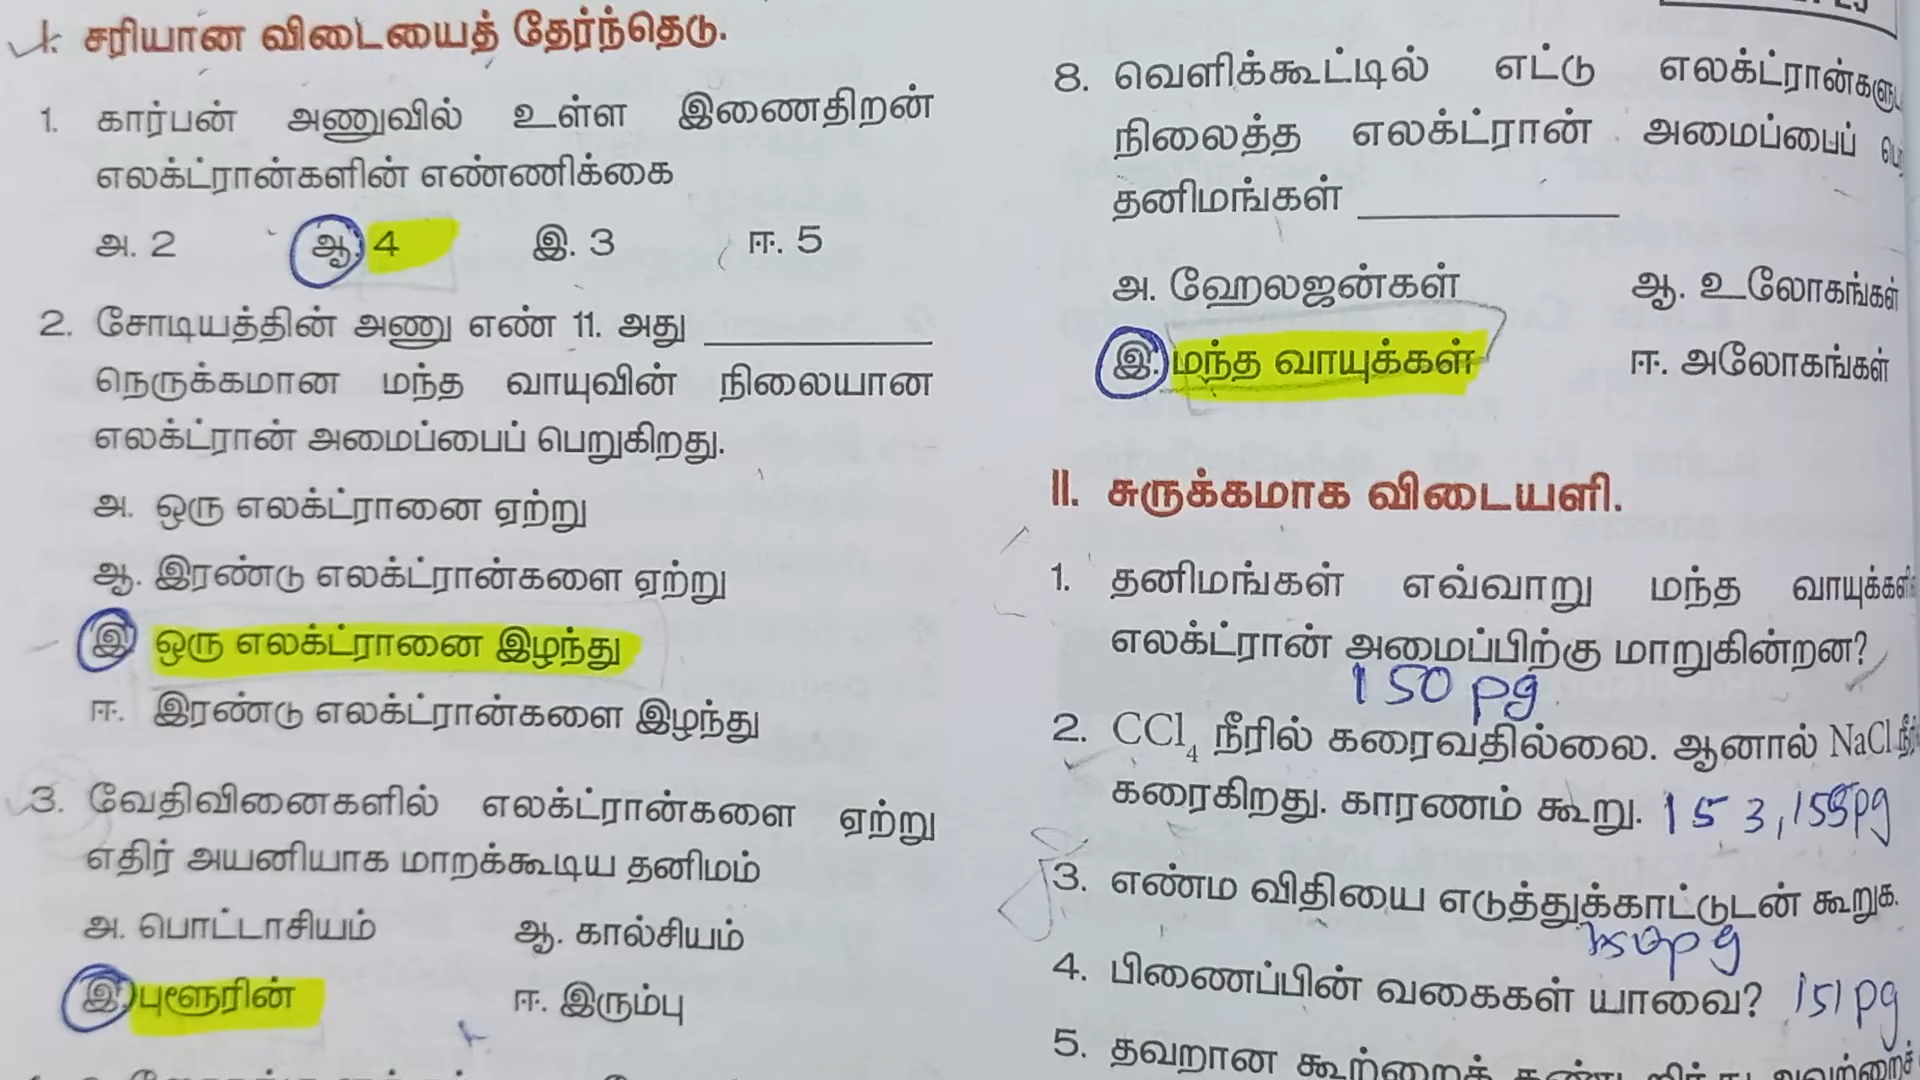 I. சரியான விடையைத் தேர்ந்தெடு.
1. கார்பன் அணுவில் உள்ள இணைதிறன்
எலக்ட்ரான்களின் எண்ணிக்கை
அ. 2 ஆ. 4 இ. 3 ஈ. 5
2. சோடியத்தின் அணு எண் 11. அது ____________
நெருக்கமான மந்த வாயுவின் நிலையான
எலக்ட்ரான் அமைப்பைப் பெறுகிறது.
அ. ஒரு எலக்ட்ரானை ஏற்று
ஆ. இரண்டு எலக்ட்ரான்களை ஏற்று
இ ஒரு எலக்ட்ரானை இழந்து
ஈ. இரண்டு எலக்ட்ரான்களை இழந்து
3. வேதிவினைகளில் எலக்ட்ரான்களை ஏற்று
எதிர் அயனியாக மாறக்கூடிய தனிமம்
அ. பொட்டாசியம் ஆ. கால்சியம்
இ. புளூரின் ஈ. இரும்பு
8. வெளிக்கூட்டில் எட்டு
நிலைத்த எலக்ட்ரான் அமைப்பைப்
தனிமங்கள் ____________
அ. ஹேலஜன்கள் ஆ. உலோகங்கள்
இ. மந்த வாயுக்கள் ஈ. அலோகங்கள்
II. சுருக்கமாக விடையளி.
1. தனிமங்கள் எவ்வாறு மந்த
எலக்ட்ரான் அமைப்பிற்கு மாறுகின்றன?
150 pg
2. CCl₄ நீரில் கரைவதில்லை. ஆனால் NaCl
கரைகிறது. காரணம் கூறு. 153, 155pg
3. எண்ம விதியை எடுத்துக்காட்டுடன் கூறுக.
4. பிணைப்பின் வகைகள் யாவை? 151 pg
5. தவறான கூற்றைக்